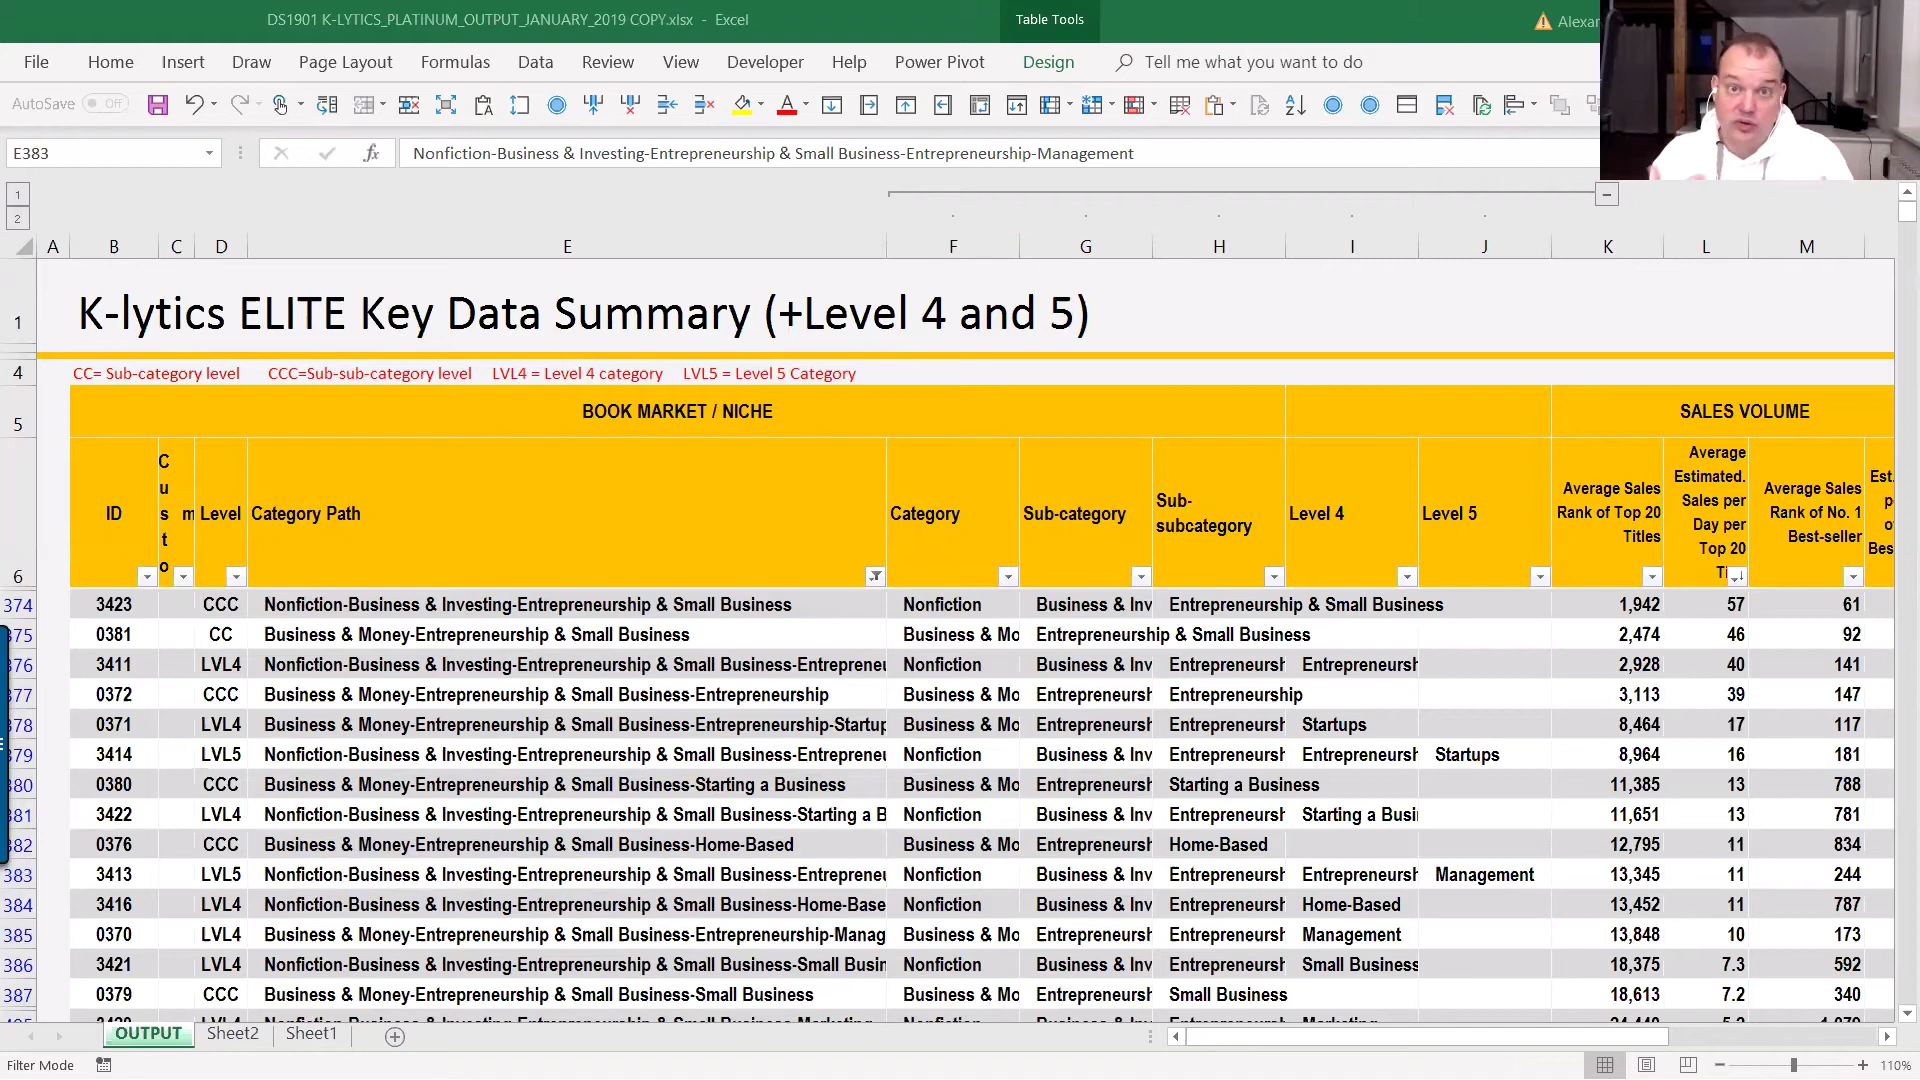 DS1901 K-LYTICS_PLATINUM_OUTPUT_JANUARY_2019 COPY.xlsx - Excel
Table Tools
File Home Insert Draw Page Layout Formulas Data Review View Developer Help Power Pivot Design Tell me what you want to do
AutoSave Off
E383 fx Nonfiction-Business & Investing-Entrepreneurship & Small Business-Entrepreneurship-Management
1
2
A B C D E F G H I J K L M
1 K-lytics ELITE Key Data Summary (+Level 4 and 5)
4 CC= Sub-category level CCC=Sub-sub-category level LVL4 = Level 4 category LVL5 = Level 5 Category
5 BOOK MARKET / NICHE SALES VOLUME
6 ID Custo m Level Category Path Category Sub-category Sub-subcategory Level 4 Level 5 Average Sales Rank of Top 20 Titles Average Estimated. Sales per Day per Top 20 Average Sales Rank of No. 1 Best-seller Est.
374 3423 CCC Nonfiction-Business & Investing-Entrepreneurship & Small Business Nonfiction Business & Inv Entrepreneurship & Small Business 1,942 57 61
375 0381 CC Business & Money-Entrepreneurship & Small Business Business & Mo Entrepreneurship & Small Business 2,474 46 92
376 3411 LVL4 Nonfiction-Business & Investing-Entrepreneurship & Small Business-Entrepreneu Nonfiction Business & Inv Entrepreneursh Entrepreneursh 2,928 40 141
377 0372 CCC Business & Money-Entrepreneurship & Small Business-Entrepreneurship Business & Mo Entrepreneursh Entrepreneurship 3,113 39 147
378 0371 LVL4 Business & Money-Entrepreneurship & Small Business-Entrepreneurship-Startup Business & Mo Entrepreneursh Entrepreneursh Startups 8,464 17 117
379 3414 LVL5 Nonfiction-Business & Investing-Entrepreneurship & Small Business-Entrepreneu Nonfiction Business & Inv Entrepreneursh Entrepreneursh Startups 8,964 16 181
380 0380 CCC Business & Money-Entrepreneurship & Small Business-Starting a Business Business & Mo Entrepreneursh Starting a Business 11,385 13 788
381 3422 LVL4 Nonfiction-Business & Investing-Entrepreneurship & Small Business-Starting a B Nonfiction Business & Inv Entrepreneursh Starting a Busi 11,651 13 781
382 0376 CCC Business & Money-Entrepreneurship & Small Business-Home-Based Business & Mo Entrepreneursh Home-Based 12,795 11 834
383 3413 LVL5 Nonfiction-Business & Investing-Entrepreneurship & Small Business-Entrepreneu Nonfiction Business & Inv Entrepreneursh Entrepreneursh Management 13,345 11 244
384 3416 LVL4 Nonfiction-Business & Investing-Entrepreneurship & Small Business-Home-Base Nonfiction Business & Inv Entrepreneursh Home-Based 13,452 11 787
385 0370 LVL4 Business & Money-Entrepreneurship & Small Business-Entrepreneurship-Manag Business & Mo Entrepreneursh Entrepreneursh Management 13,848 10 173
386 3421 LVL4 Nonfiction-Business & Investing-Entrepreneurship & Small Business-Small Busin Nonfiction Business & Inv Entrepreneursh Small Business 18,375 7.3 592
387 0379 CCC Business & Money-Entrepreneurship & Small Business-Small Business Business & Mo Entrepreneursh Small Business 18,613 7.2 340
OUTPUT Sheet2 Sheet1
Filter Mode 110%